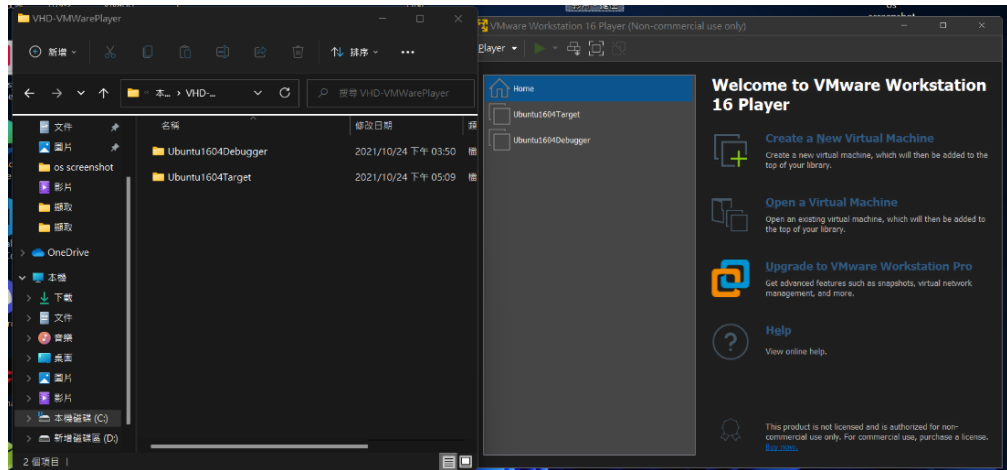 VHD-VMWarePlayer
新增
排序
本... › VHD-...
搜尋 VHD-VMWarePlayer
文件
圖片
os screenshot
影片
擷取
擷取
OneDrive
本機
下載
文件
音樂
桌面
圖片
影片
本機磁碟 (C:)
新增磁碟區 (D:)
名稱
修改日期
Ubuntu1604Debugger
2021/10/24 下午 03:50
檔
Ubuntu1604Target
2021/10/24 下午 05:09
檔
2 個項目
VMware Workstation 16 Player (Non-commercial use only)
Player
Home
Ubuntu1604Target
Ubuntu1604Debugger
Welcome to VMware Workstation
16 Player
Create a New Virtual Machine
Create a new virtual machine, which will then be added to the
top of your library.
Open a Virtual Machine
Open an existing virtual machine, which will then be added to
the top of your library.
Upgrade to VMware Workstation Pro
Get advanced features such as snapshots, virtual network
management, and more.
Help
View online help.
This product is not licensed and is authorized for non-
commercial use only. For commercial use, purchase a license.
Buy now.